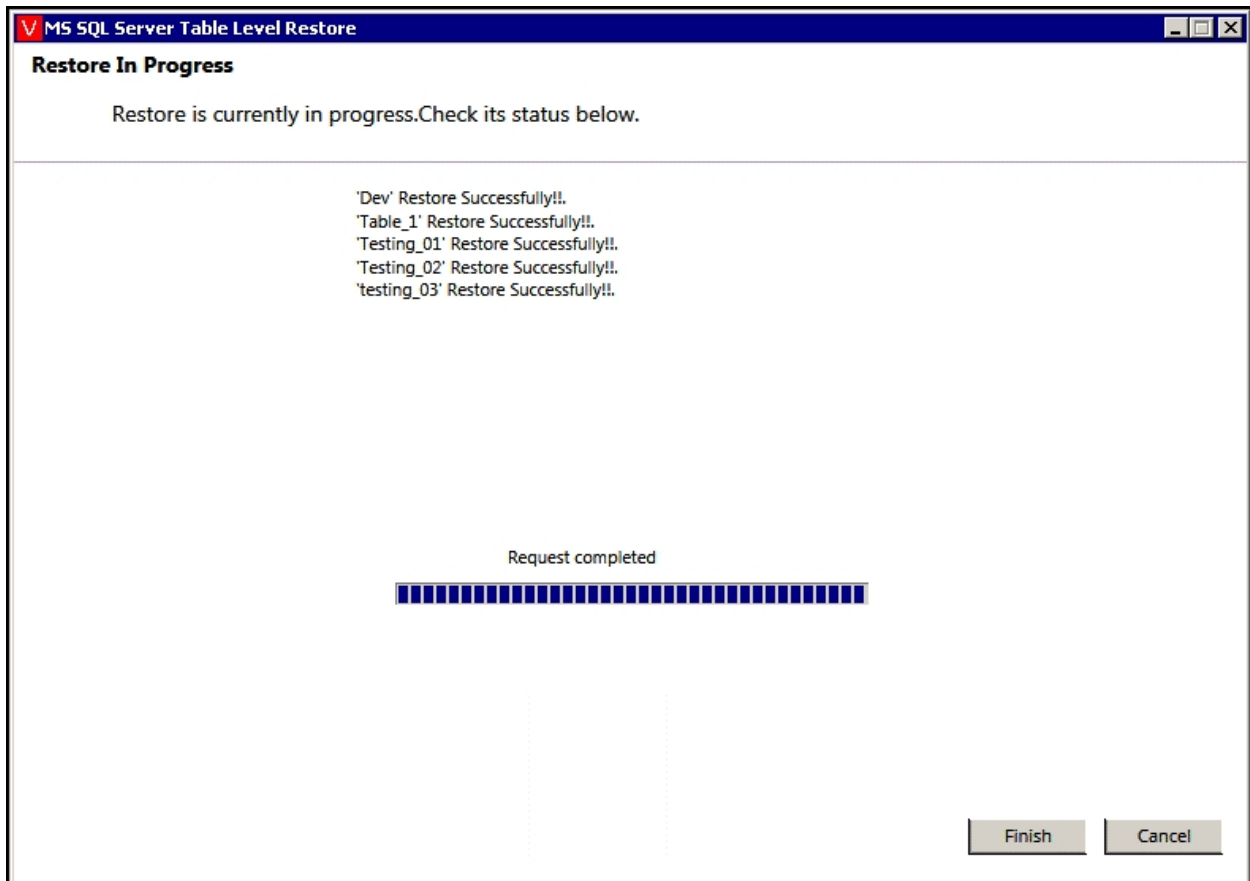 V MS SQL Server Table Level Restore
Restore In Progress
Restore is currently in progress.Check its status below.
'Dev' Restore Successfully!!.
'Table_1' Restore Successfully!!.
'Testing_01' Restore Successfully!!.
'Testing_02' Restore Successfully!!.
'testing_03' Restore Successfully!!.
Request completed
Finish Cancel